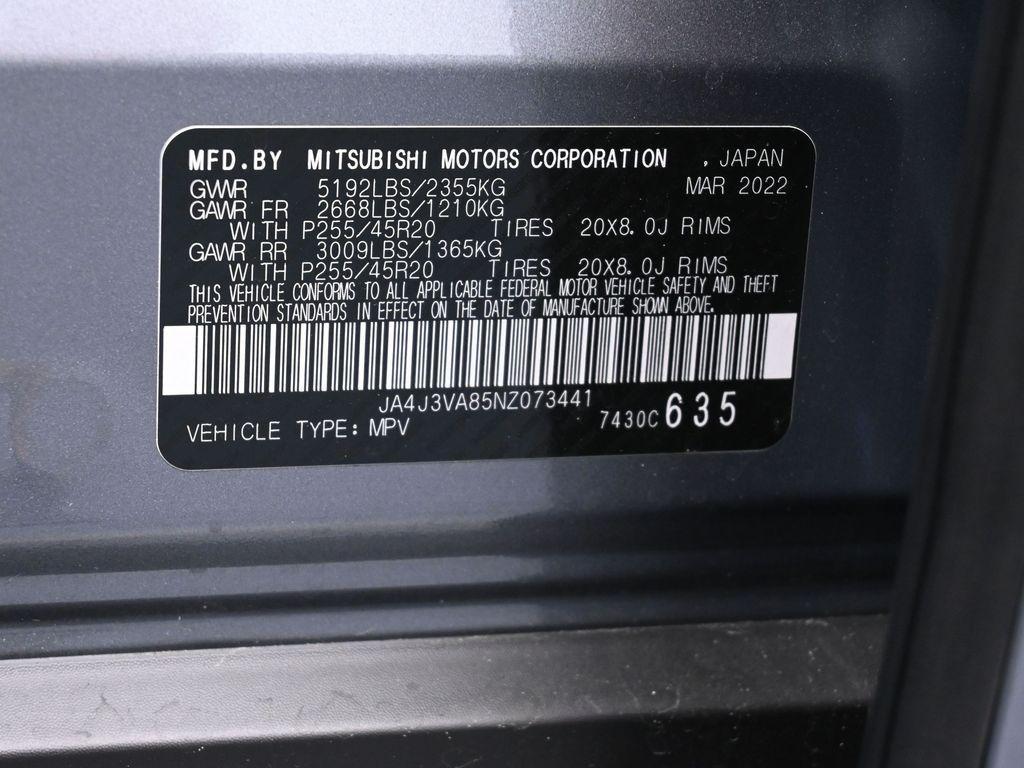 MFD.BY MITSUBISHI MOTORS CORPORATION , JAPAN
GVWR 5192LBS/2355KG MAR 2022
GAWR FR 2668LBS/1210KG
WITH P255/45R20 TIRES 20X8.0J RIMS
GAWR RR 3009LBS/1365KG
WITH P255/45R20 TIRES 20X8.0J RIMS
THIS VEHICLE CONFORMS TO ALL APPLICABLE FEDERAL MOTOR VEHICLE SAFETY AND THEFT
PREVENTION STANDARDS IN EFFECT ON THE DATE OF MANUFACTURE SHOWN ABOVE.
JA4J3VA85NZ073441
VEHICLE TYPE: MPV 7430C 635